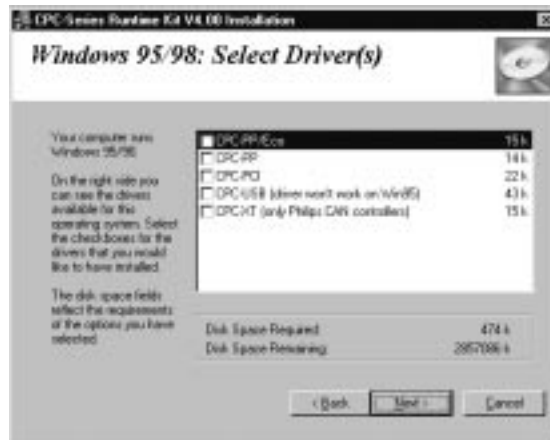 CPC-Series Runtime Kit V4.00 Installation
Windows 95/98: Select Driver(s)
Your computer runs
Windows 95/98
On the right side you
can see the drivers
available for this
operating system. Select
the checkboxes for the
drivers that you would
like to have installed.
The disk space fields
reflect the requirements
of the options you have
selected.
CPC-PP/Eco 15 k
CPC-PP 14 k
CPC-PCI 22 k
CPC-USB (driver won't work on Win95) 43 k
CPC-XT (only Philips CAN controllers) 15 k
Disk Space Required: 474 k
Disk Space Remaining: 2857086 k
< Back Next > Cancel